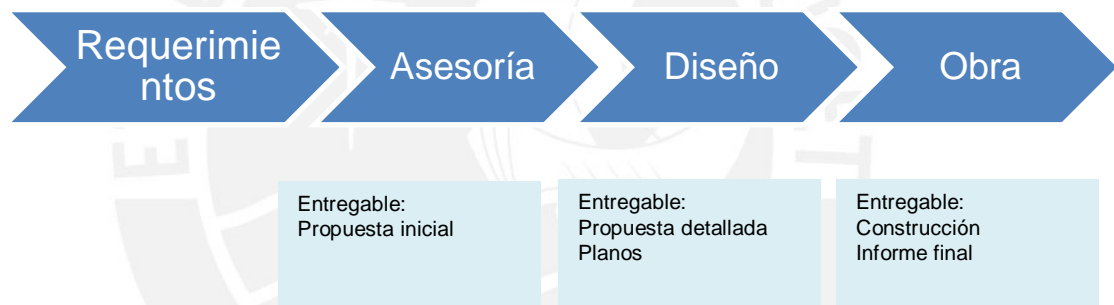 Requerimie
ntos
Asesoría
Diseño
Obra
Entregable:
Propuesta inicial
Entregable:
Propuesta detallada
Planos
Entregable:
Construcción
Informe final